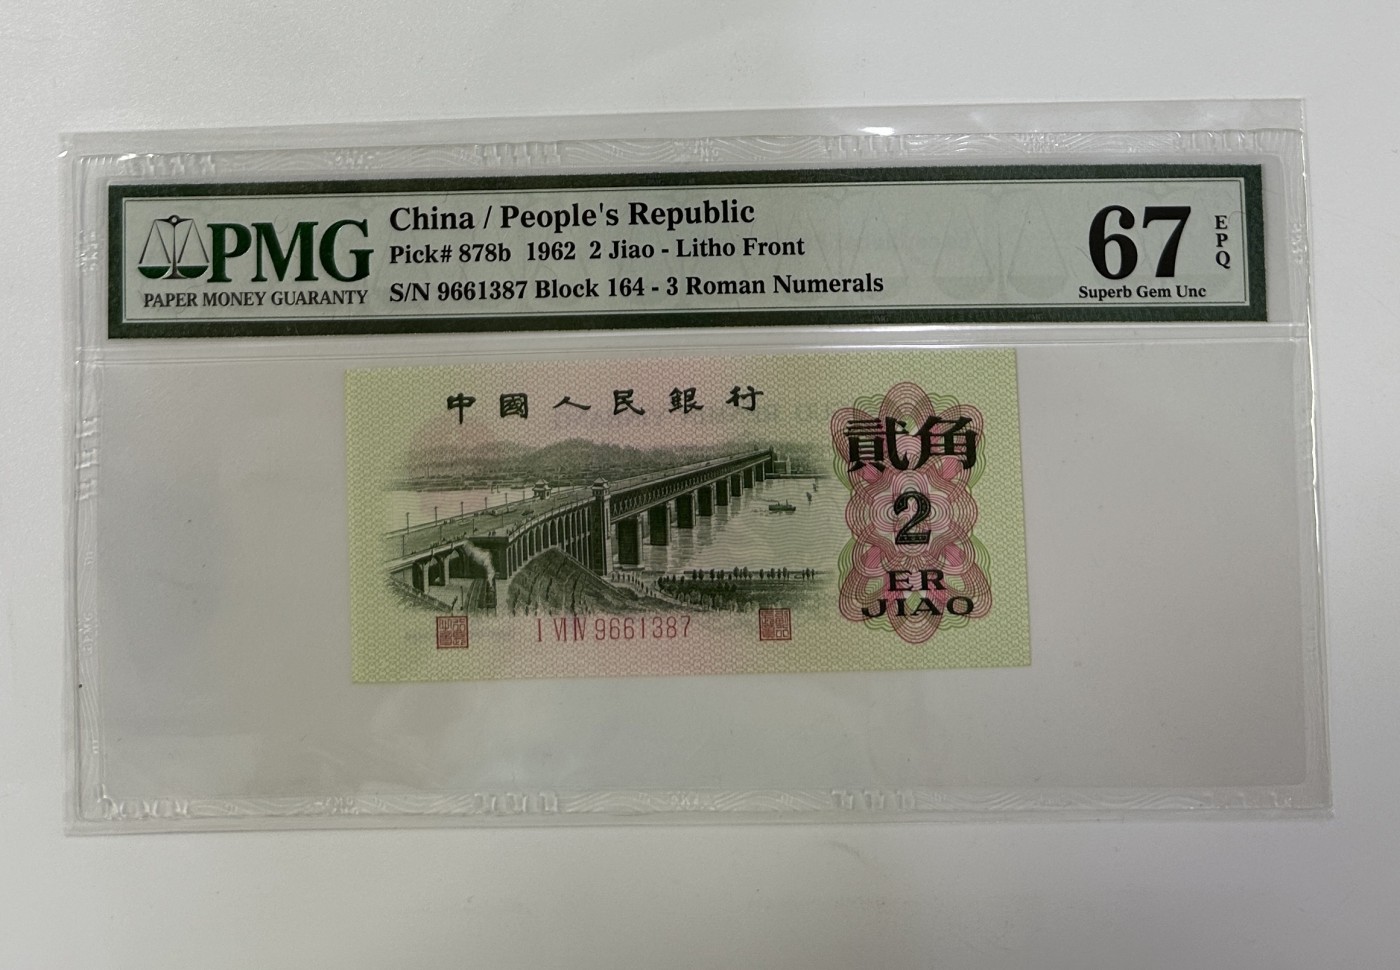 PMG
PAPER MONEY GUARANTY
China / People's Republic
Pick# 878b 1962 2 Jiao - Litho Front
S/N 9661387 Block 164 - 3 Roman Numerals
67
EPQ
Superb Gem Unc
中國人民銀行
貳角
2
ER
JIAO
I VI IV 9661387